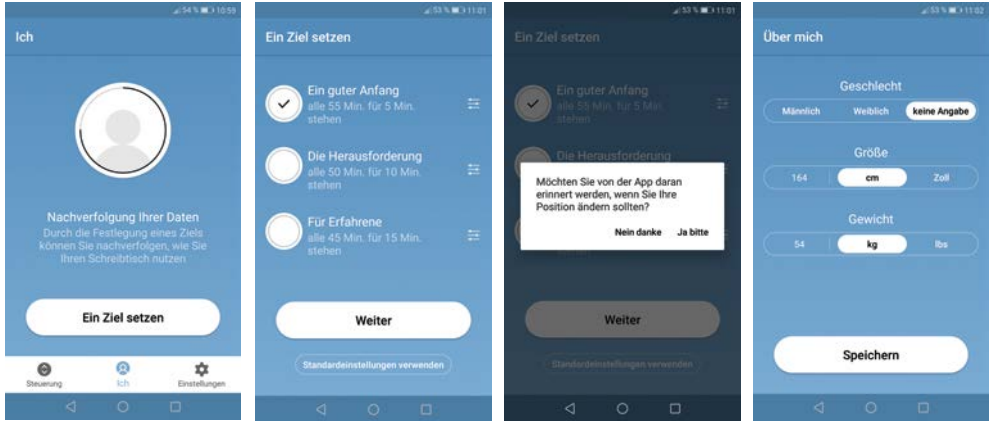 54 % 10:59
Ich
Nachverfolgung Ihrer Daten
Durch die Festlegung eines Ziels
können Sie nachverfolgen, wie Sie
Ihren Schreibtisch nutzen
Ein Ziel setzen
Steuerung
Ich
Einstellungen
53 % 11:01
Ein Ziel setzen
Ein guter Anfang
alle 55 Min. für 5 Min.
stehen
Die Herausforderung
alle 50 Min. für 10 Min.
stehen
Für Erfahrene
alle 45 Min. für 15 Min.
stehen
Weiter
Standardeinstellungen verwenden
53 % 11:01
Ein Ziel setzen
Ein guter Anfang
alle 55 Min. für 5 Min.
stehen
Die Herausforderung
Möchten Sie von der App daran
erinnert werden, wenn Sie Ihre
Position ändern sollten?
Nein danke Ja bitte
Weiter
Standardeinstellungen verwenden
53 % 11:02
Über mich
Geschlecht
Männlich Weiblich keine Angabe
Größe
164 cm Zoll
Gewicht
54 kg lbs
Speichern